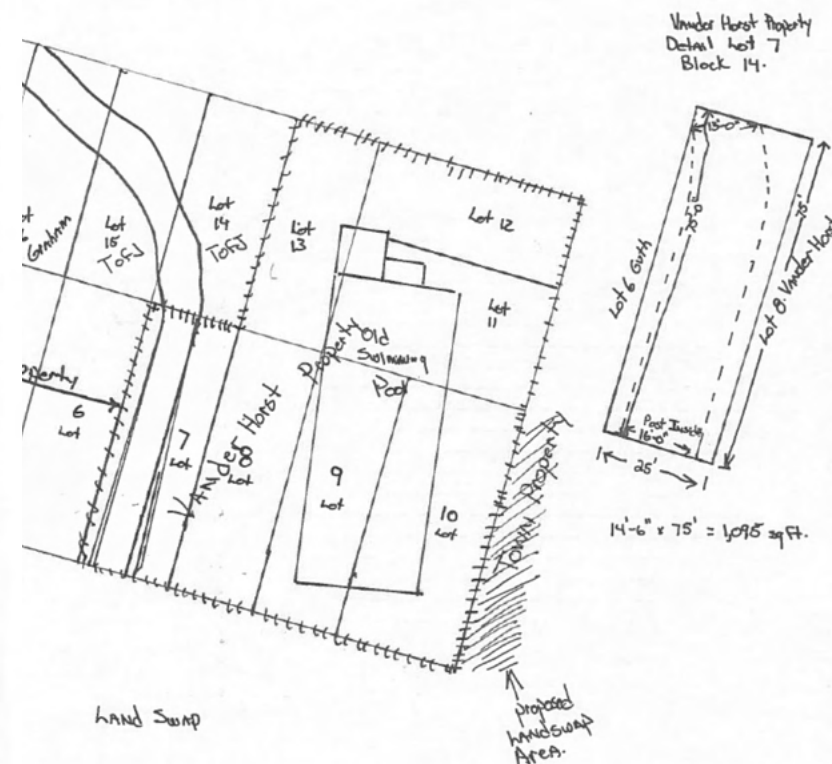 Vander Horst Property
Detail Lot 7
Block 14.
15'-0"
Lot 6 Guth
75'
Lot 8 Vander Horst
Post Inside
16'-0"
25'
14'-6" x 75' = 1,095 sq ft.
Lot
15
TofJ
Graham
Lot
14
TofJ
Lot
13
Lot 12
Lot
11
Old
Swimming
Pool
operty
6
Lot
7
Lot
Vander Horst Property
8
Lot
9
Lot
10
Lot
Town Property
Land Swap
proposed
Landswap
Area.